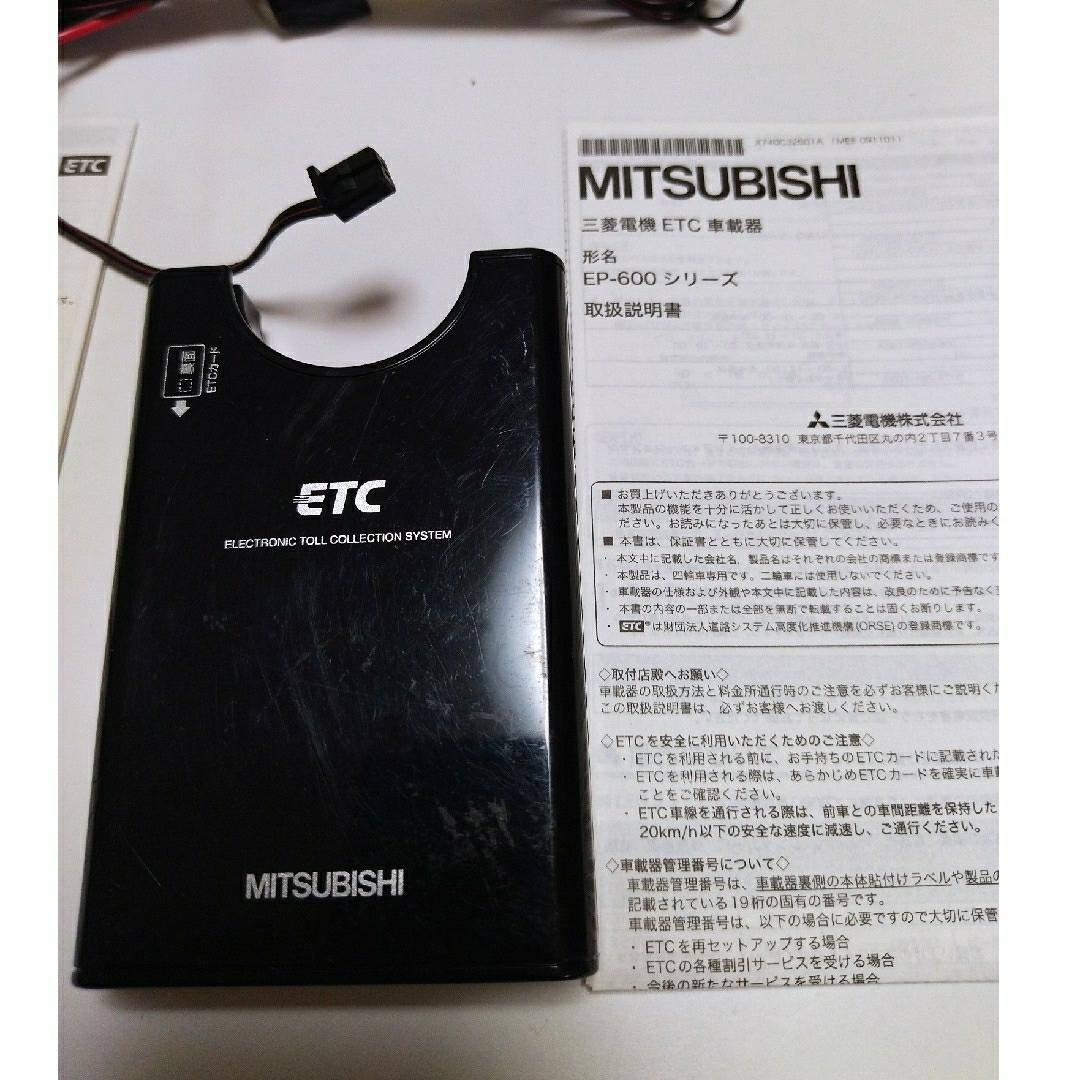 ETC
裏面
ETCカード
ETC
ELECTRONIC TOLL COLLECTION SYSTEM
MITSUBISHI
X740C32601A (MEE 091101)
MITSUBISHI
三菱電機 ETC 車載器
形名
EP-600 シリーズ
取扱説明書
三菱電機株式会社
〒100-8310 東京都千代田区丸の内2丁目7番3号
■ お買上げいただきありがとうございます。
本製品の機能を十分に活かして正しくお使いいただくため、ご使用の
ださい。お読みになったあとは大切に保管し、必要なときにお読みく
■ 本書は、保証書とともに大切に保管してください。
・ 本文中に記載した会社名、製品名はそれぞれの会社の商標または登録商標です
・ 本製品は、四輪車専用です。二輪車には使用しないでください。
・ 車載器の仕様および外観や本文中に記載した内容は、改良のために予告なく
・ 本書の内容の一部または全部を無断で転載することは固くお断りします。
・ ETC®は財団法人道路システム高度化推進機構(ORSE)の登録商標です。
◇取付店殿へお願い◇
車載器の取扱方法と料金所通行時のご注意を必ずお客様にご説明く
この取扱説明書は、必ずお客様へお渡しください。
◇ETCを安全に利用いただくためのご注意◇
・ ETCを利用される前に、お手持ちのETCカードに記載された
・ ETCを利用される際は、あらかじめETCカードを確実に車
ことをご確認ください。
・ ETC車線を通行される際は、前車との車間距離を保持した
20km/h以下の安全な速度に減速し、ご通行ください。
◇車載器管理番号について◇
車載器管理番号は、車載器裏側の本体貼付けラベルや製品の
記載されている19桁の固有の番号です。
車載器管理番号は、以下の場合に必要ですので大切に保管
・ ETCを再セットアップする場合
・ ETCの各種割引サービスを受ける場合
・ 今後の新たなサービスを受ける場合